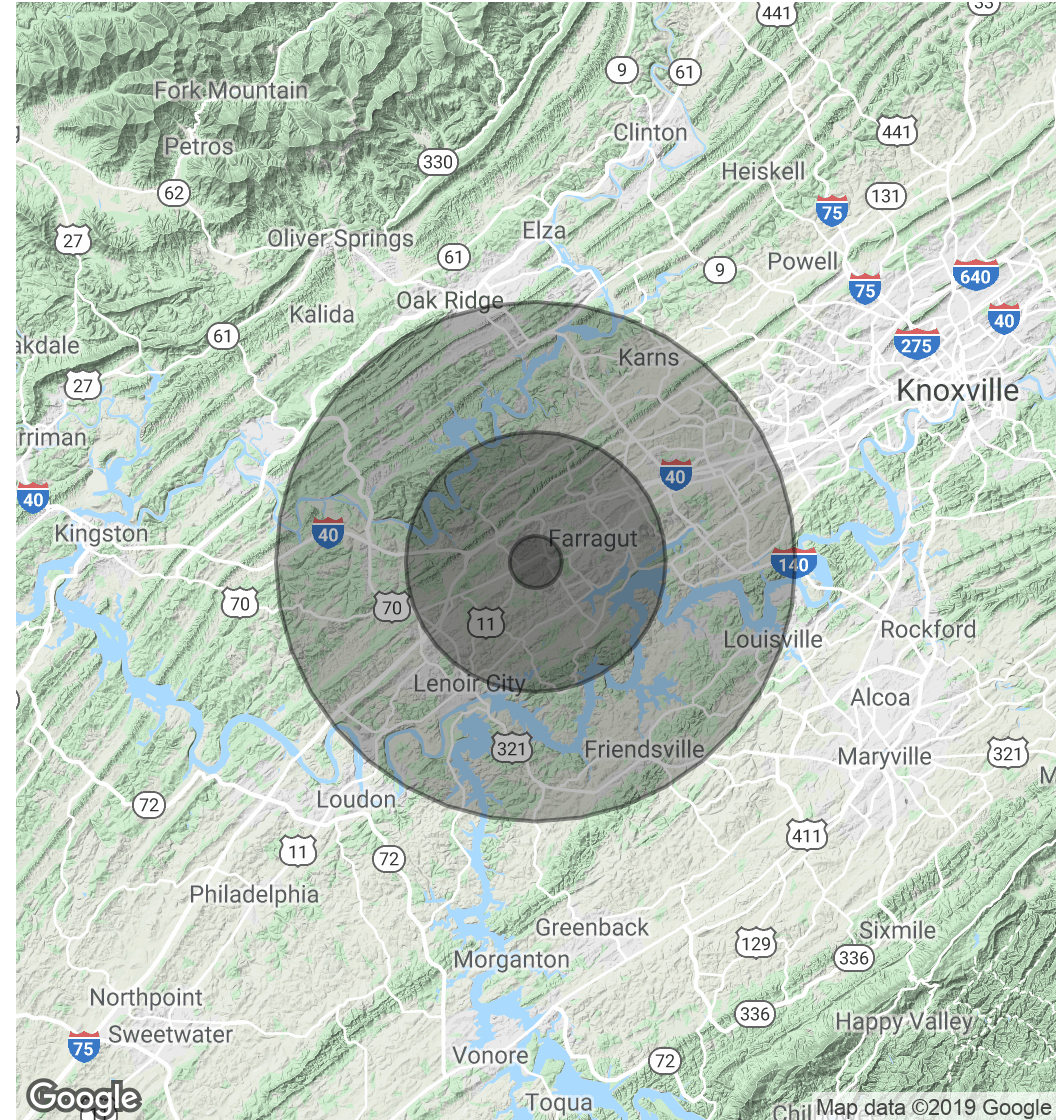 441
33
9
61
Fork Mountain
Clinton
441
Petros
330
Heiskell
62
131
75
27
Oliver Springs
Elza
61
9
Powell
640
75
Oak Ridge
Kalida
40
61
275
akdale
Karns
27
Knoxville
rriman
40
40
40
Kingston
Farragut
140
70
70
11
Louisville
Rockford
Lenoir City
Alcoa
321
Friendsville
Maryville
321
M
72
Loudon
411
11
72
Philadelphia
Greenback
Sixmile
129
336
Morganton
Northpoint
336
Happy Valley
Sweetwater
75
Vonore
72
Google
Toqua
Chil
Map data ©2019 Google